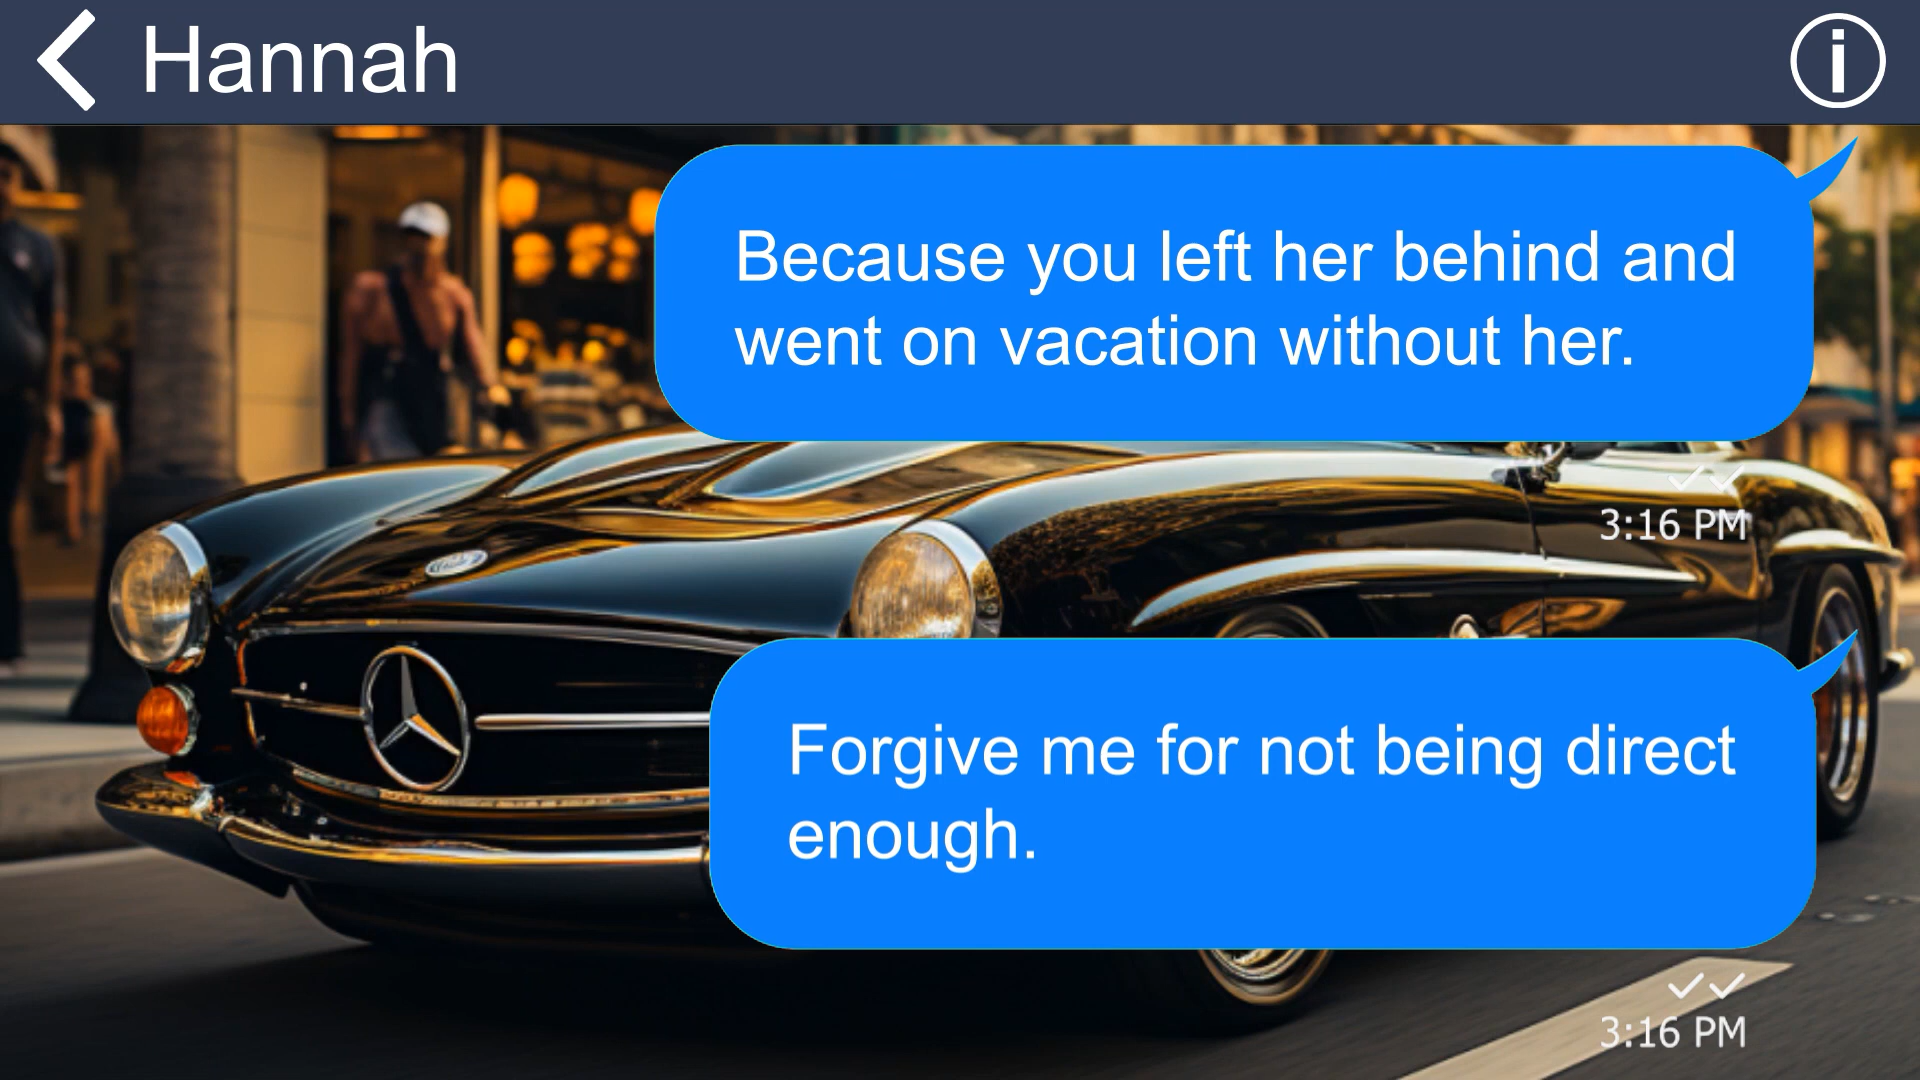 Hannah
Because you left her behind and
went on vacation without her.
3:16 PM
Forgive me for not being direct
enough.
3:16 PM